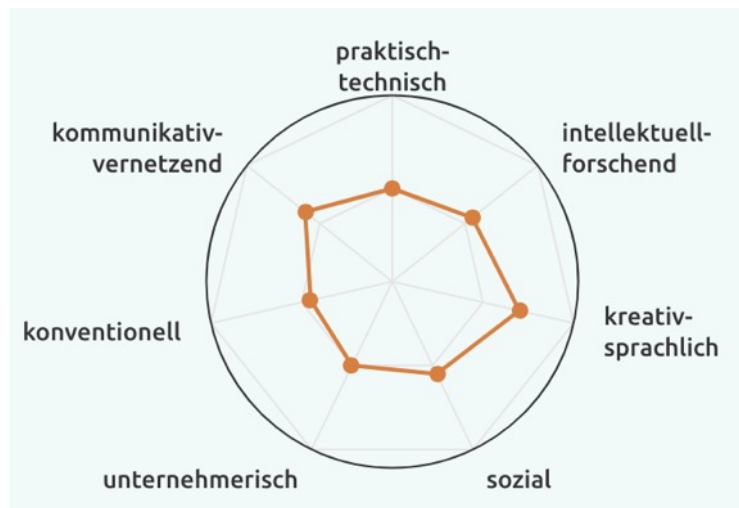 praktisch-
technisch
kommunikativ-
vernetzend
intellektuell-
forschend
konventionell
kreativ-
sprachlich
unternehmerisch
sozial